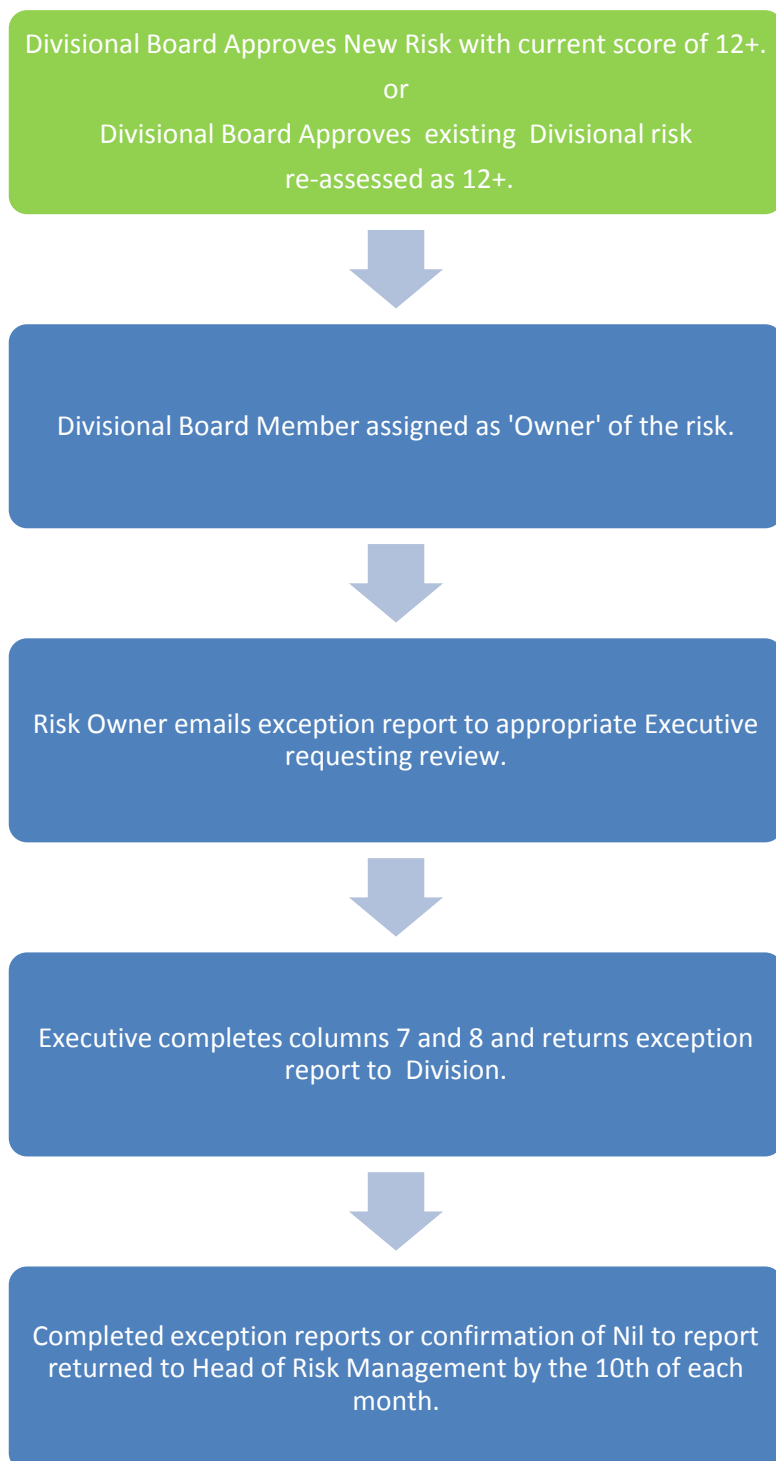 Divisional Board Approves New Risk with current score of 12+.
or
Divisional Board Approves existing Divisional risk
re-assessed as 12+.
Divisional Board Member assigned as 'Owner' of the risk.
Risk Owner emails exception report to appropriate Executive
requesting review.
Executive completes columns 7 and 8 and returns exception
report to Division.
Completed exception reports or confirmation of Nil to report
returned to Head of Risk Management by the 10th of each
month.